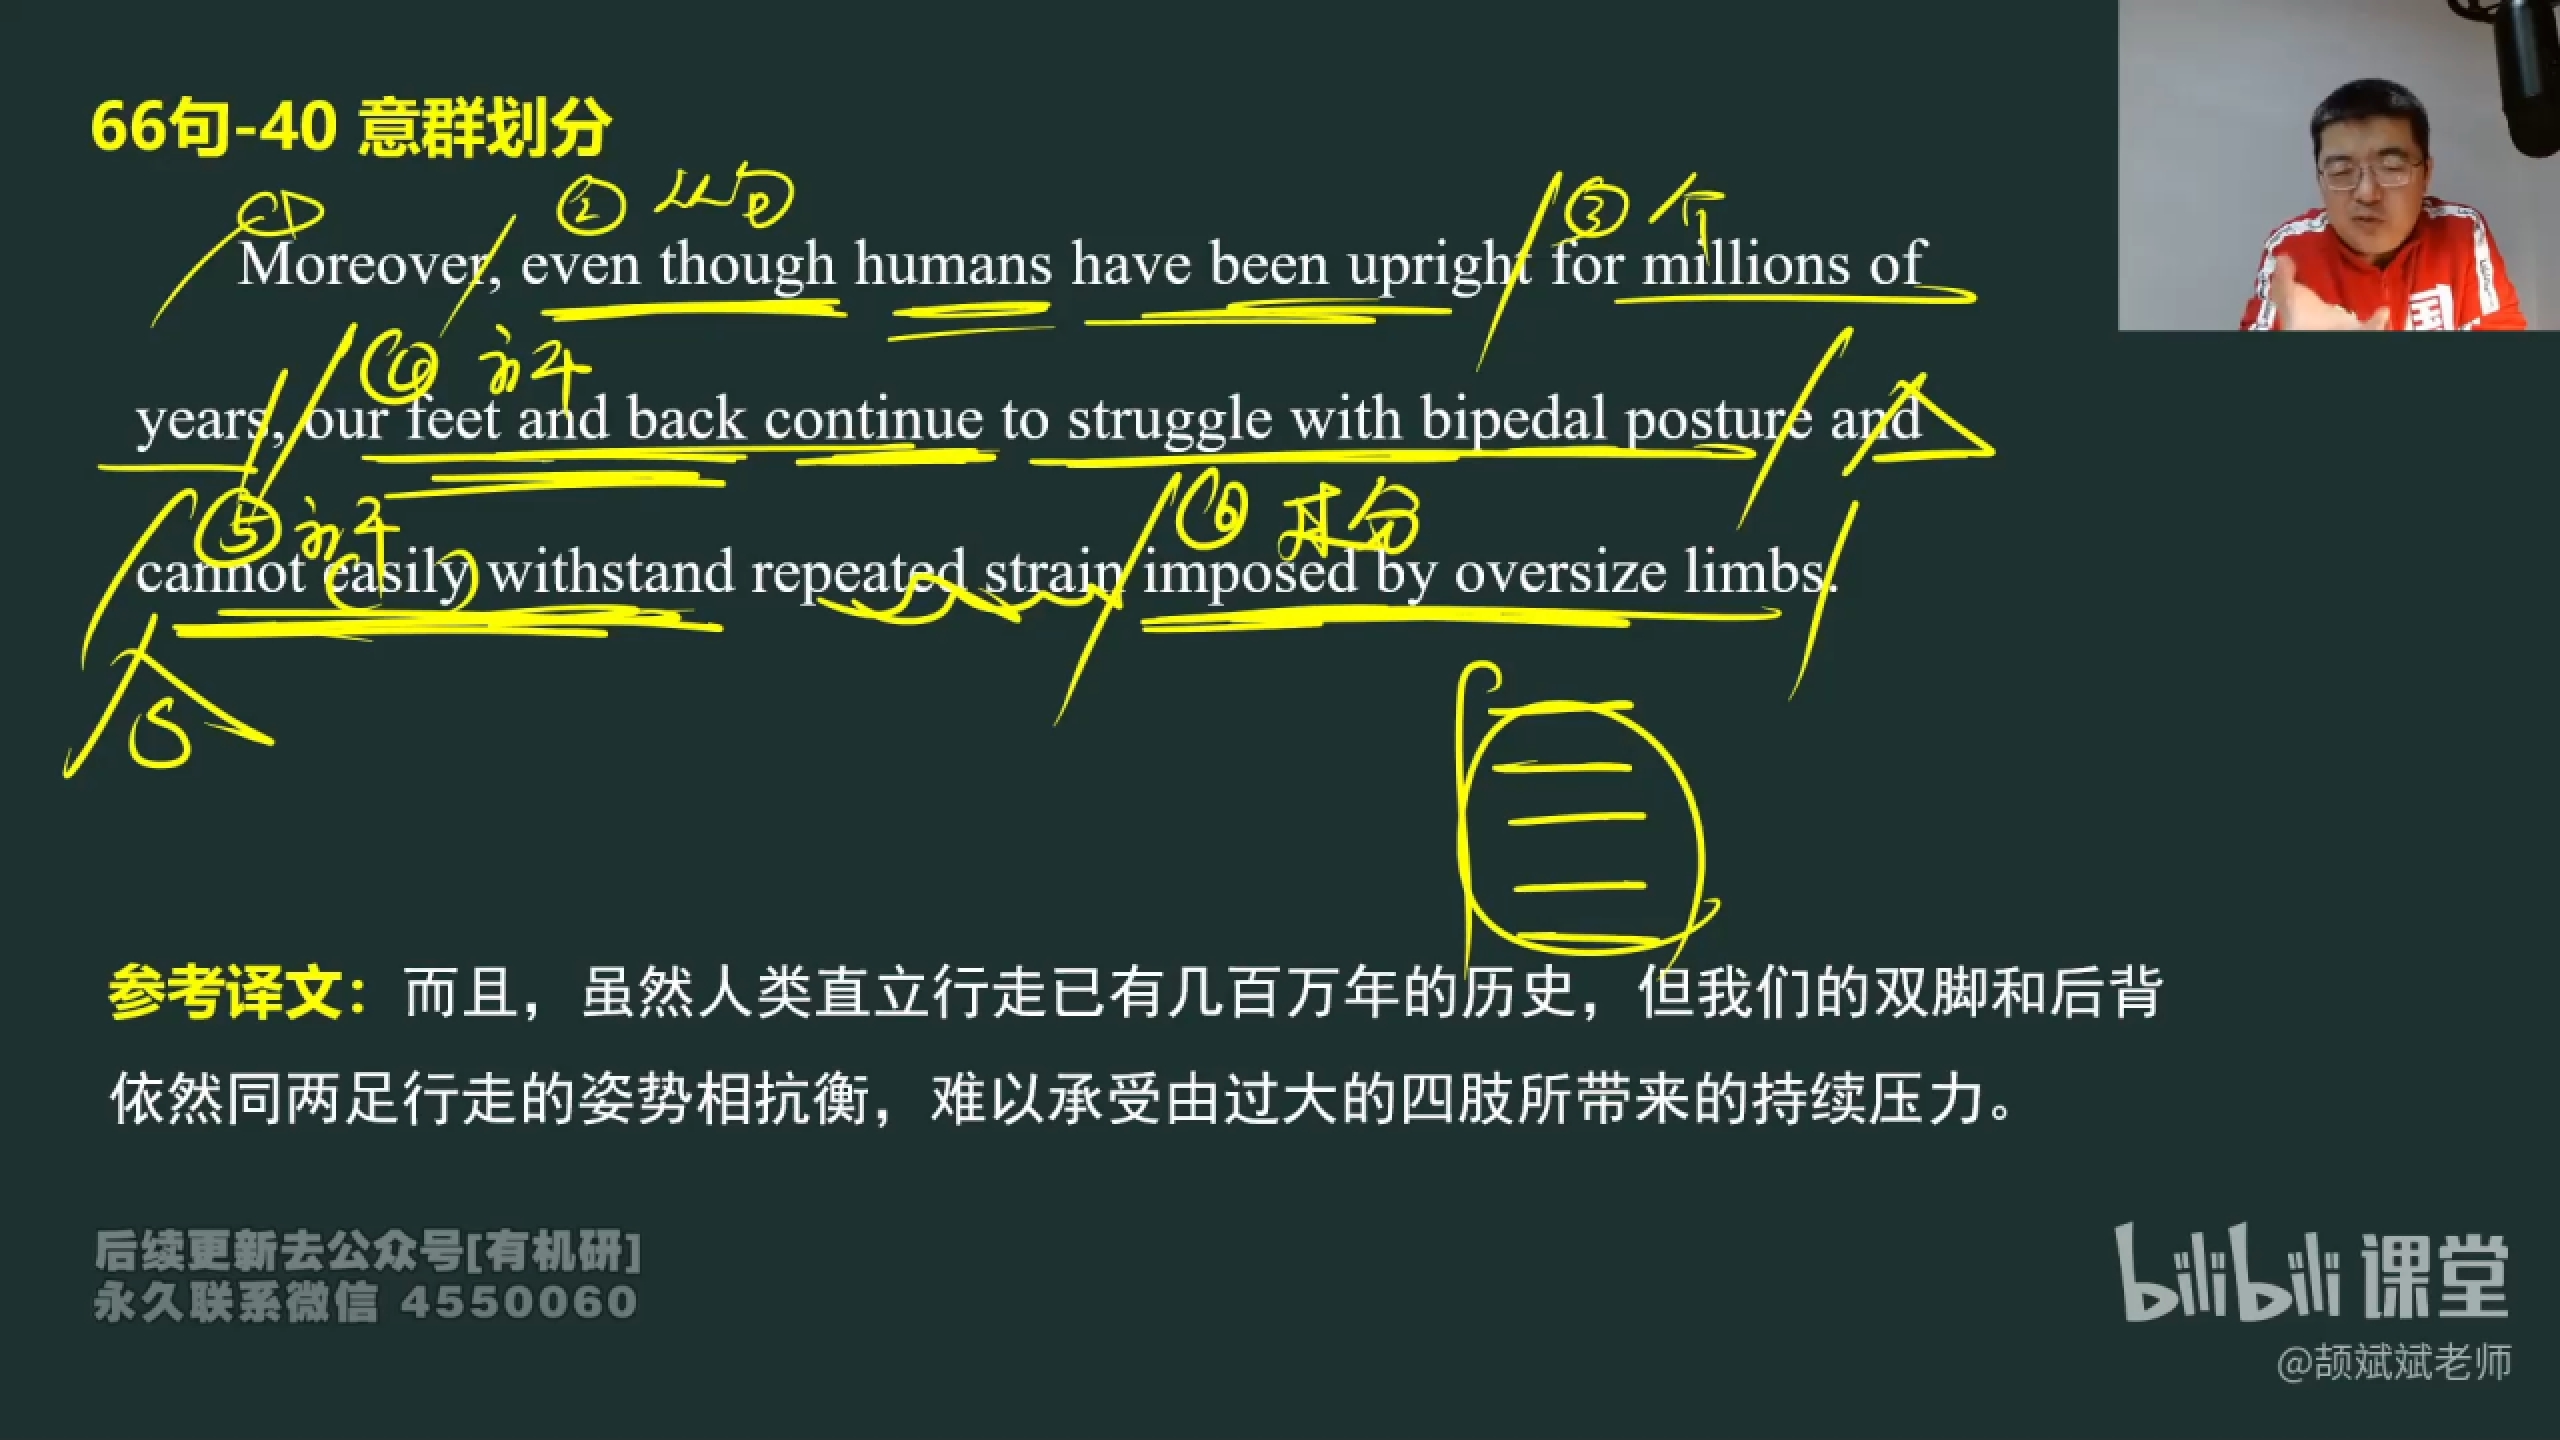 66句-40 意群划分
① ② 从句 ③ 介
Moreover, even though humans have been upright for millions of
④
years, our feet and back continue to struggle with bipedal posture and
⑤ ⑥ 其分
cannot easily withstand repeated strain imposed by oversize limbs.
S
参考译文：而且，虽然人类直立行走已有几百万年的历史，但我们的双脚和后背
依然同两足行走的姿势相抗衡，难以承受由过大的四肢所带来的持续压力。
后续更新去公众号[有机研]
永久联系微信 4550060
bilibili课堂
@颉斌斌老师
国